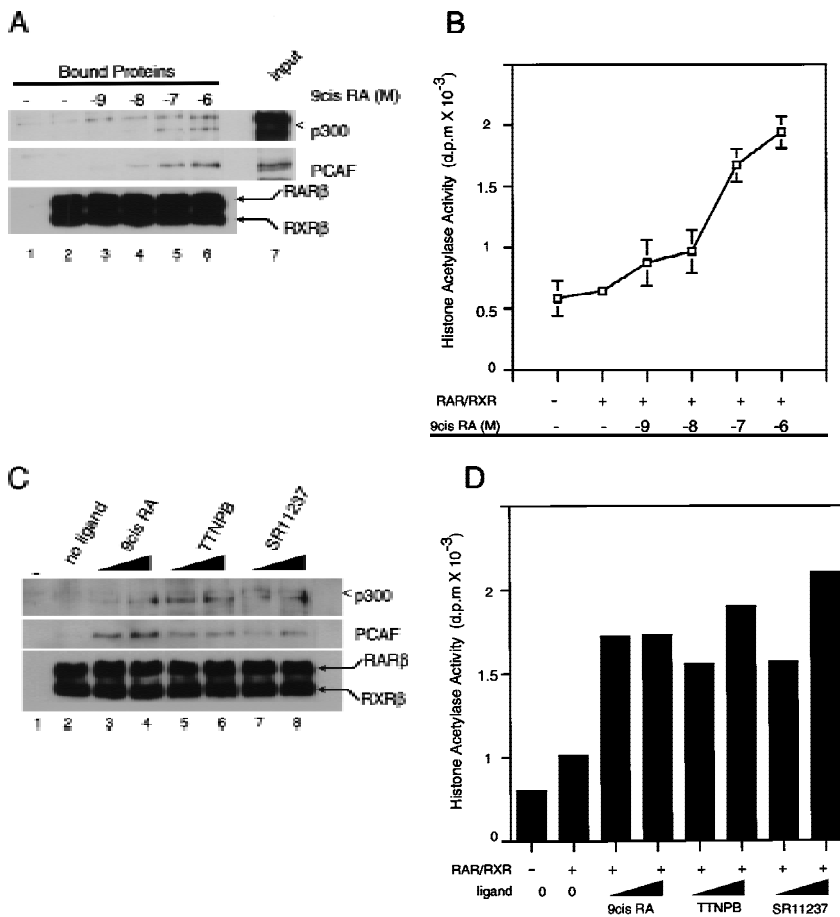 A
Bound Proteins
Input
- - -9 -8 -7 -6 9cis RA (M)
< p300
PCAF
RARβ
RXRβ
1 2 3 4 5 6 7
B
Histone Acetylase Activity (d.p.m X 10⁻³)
2
1.5
1
0.5
0
RAR/RXR - + + + + +
9cis RA (M) - - -9 -8 -7 -6
C
- no ligand 9cis RA TTNPB SR11237
< p300
PCAF
RARβ
RXRβ
1 2 3 4 5 6 7 8
D
Histone Acetylase Activity (d.p.m X 10⁻³)
2
1.5
1
0
RAR/RXR - + + + + + + +
ligand 0 0
9cis RA TTNPB SR11237